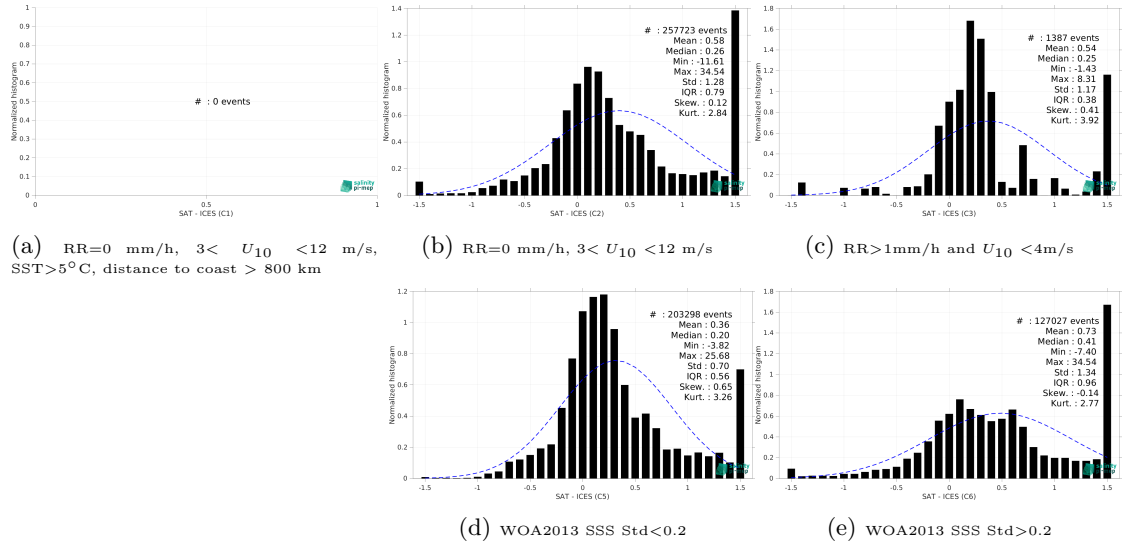 1
0.9
0.8
0.7
0.6
0.5
0.4
0.3
0.2
0.1
0
Normalized histogram
# : 0 events
salinity
pi-mep
0 0.5 1
SAT - ICES (C1)
(a) RR=0 mm/h, 3< U10 <12 m/s,
SST>5°C, distance to coast > 800 km
1.4
1.2
1
0.8
0.6
0.4
0.2
0
Normalized histogram
# : 257723 events
Mean : 0.58
Median : 0.26
Min : -11.61
Max : 34.54
Std : 1.28
IQR : 0.79
Skew. : 0.12
Kurt. : 2.84
salinity
pi-mep
-1.5 -1 -0.5 0 0.5 1 1.5
SAT - ICES (C2)
(b) RR=0 mm/h, 3< U10 <12 m/s
1.8
1.6
1.4
1.2
1
0.8
0.6
0.4
0.2
0
Normalized histogram
# : 1387 events
Mean : 0.54
Median : 0.25
Min : -1.43
Max : 8.31
Std : 1.17
IQR : 0.38
Skew. : 0.41
Kurt. : 3.92
salinity
pi-mep
-1.5 -1 -0.5 0 0.5 1 1.5
SAT - ICES (C3)
(c) RR>1mm/h and U10 <4m/s
1.2
1
0.8
0.6
0.4
0.2
0
Normalized histogram
# : 203298 events
Mean : 0.36
Median : 0.20
Min : -3.82
Max : 25.68
Std : 0.70
IQR : 0.56
Skew. : 0.65
Kurt. : 3.26
salinity
pi-mep
-1.5 -1 -0.5 0 0.5 1 1.5
SAT - ICES (C5)
(d) WOA2013 SSS Std<0.2
1.8
1.6
1.4
1.2
1
0.8
0.6
0.4
0.2
0
Normalized histogram
# : 127027 events
Mean : 0.73
Median : 0.41
Min : -7.40
Max : 34.54
Std : 1.34
IQR : 0.96
Skew. : -0.14
Kurt. : 2.77
salinity
pi-mep
-1.5 -1 -0.5 0 0.5 1 1.5
SAT - ICES (C6)
(e) WOA2013 SSS Std>0.2